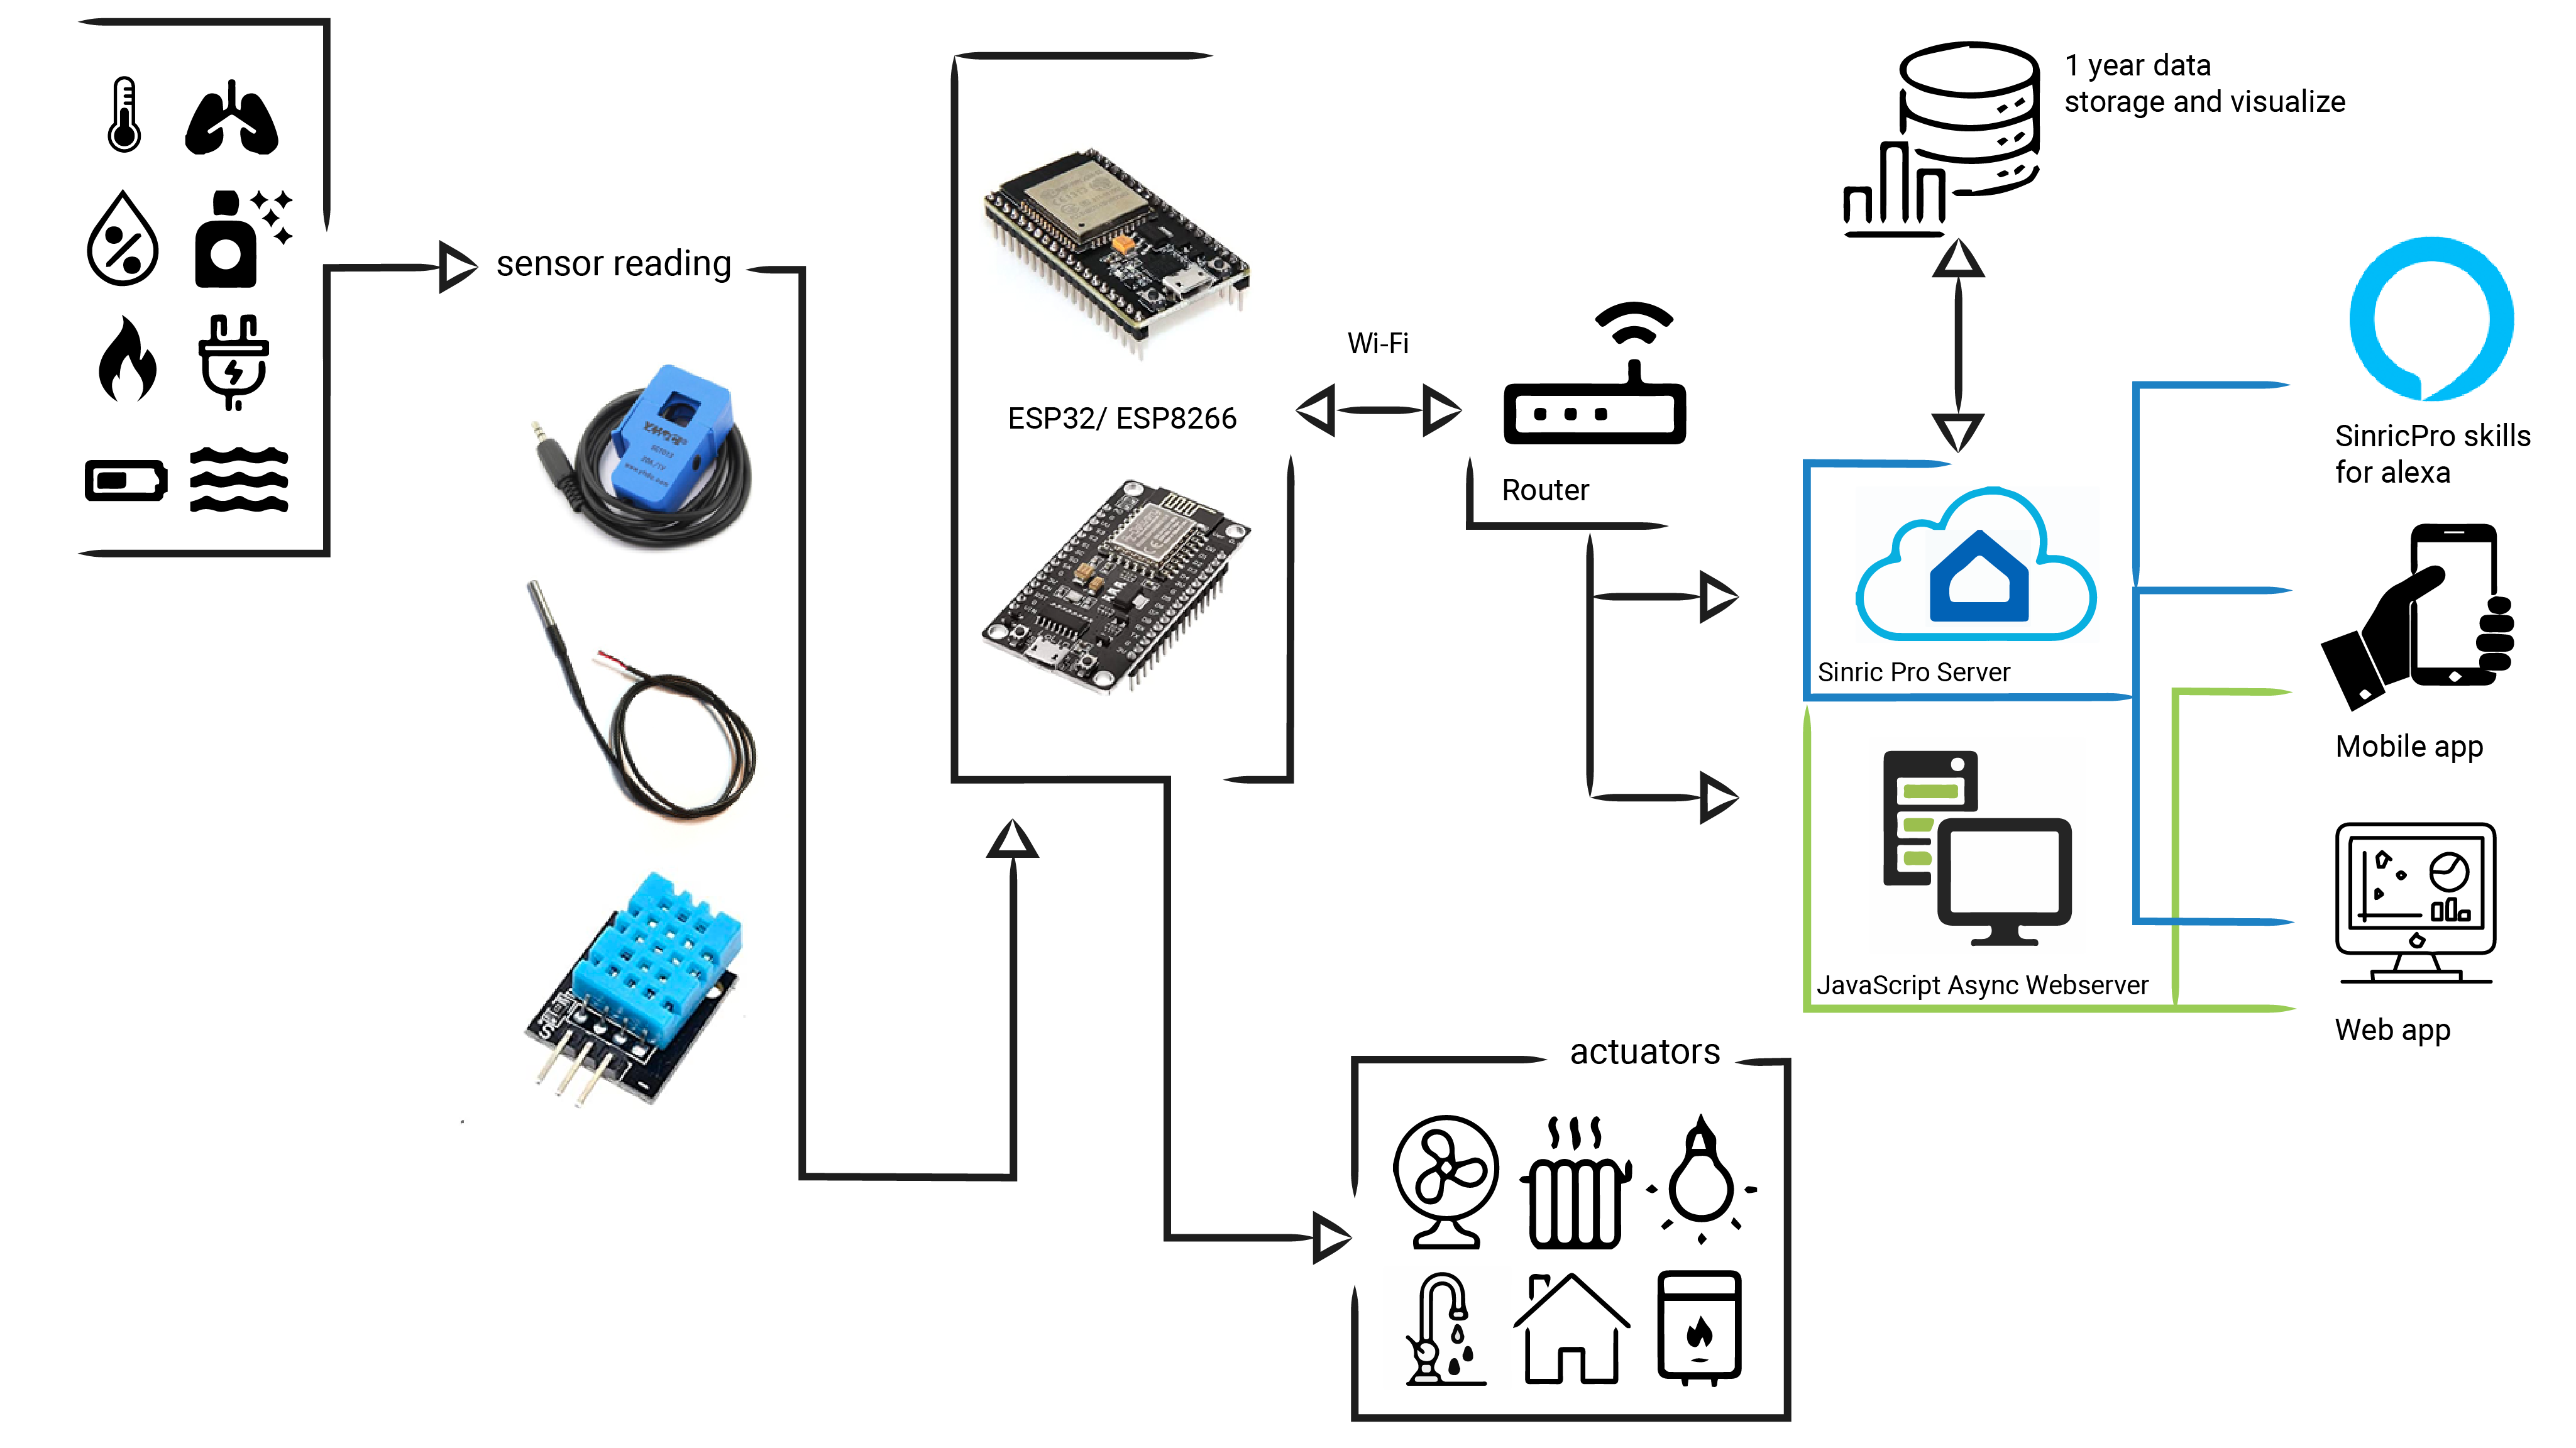 1 year data
storage and visualize
sensor reading
Wi-Fi
ESP32/ ESP8266
Router
SinricPro skills
for alexa
Sinric Pro Server
Mobile app
JavaScript Async Webserver
Web app
actuators